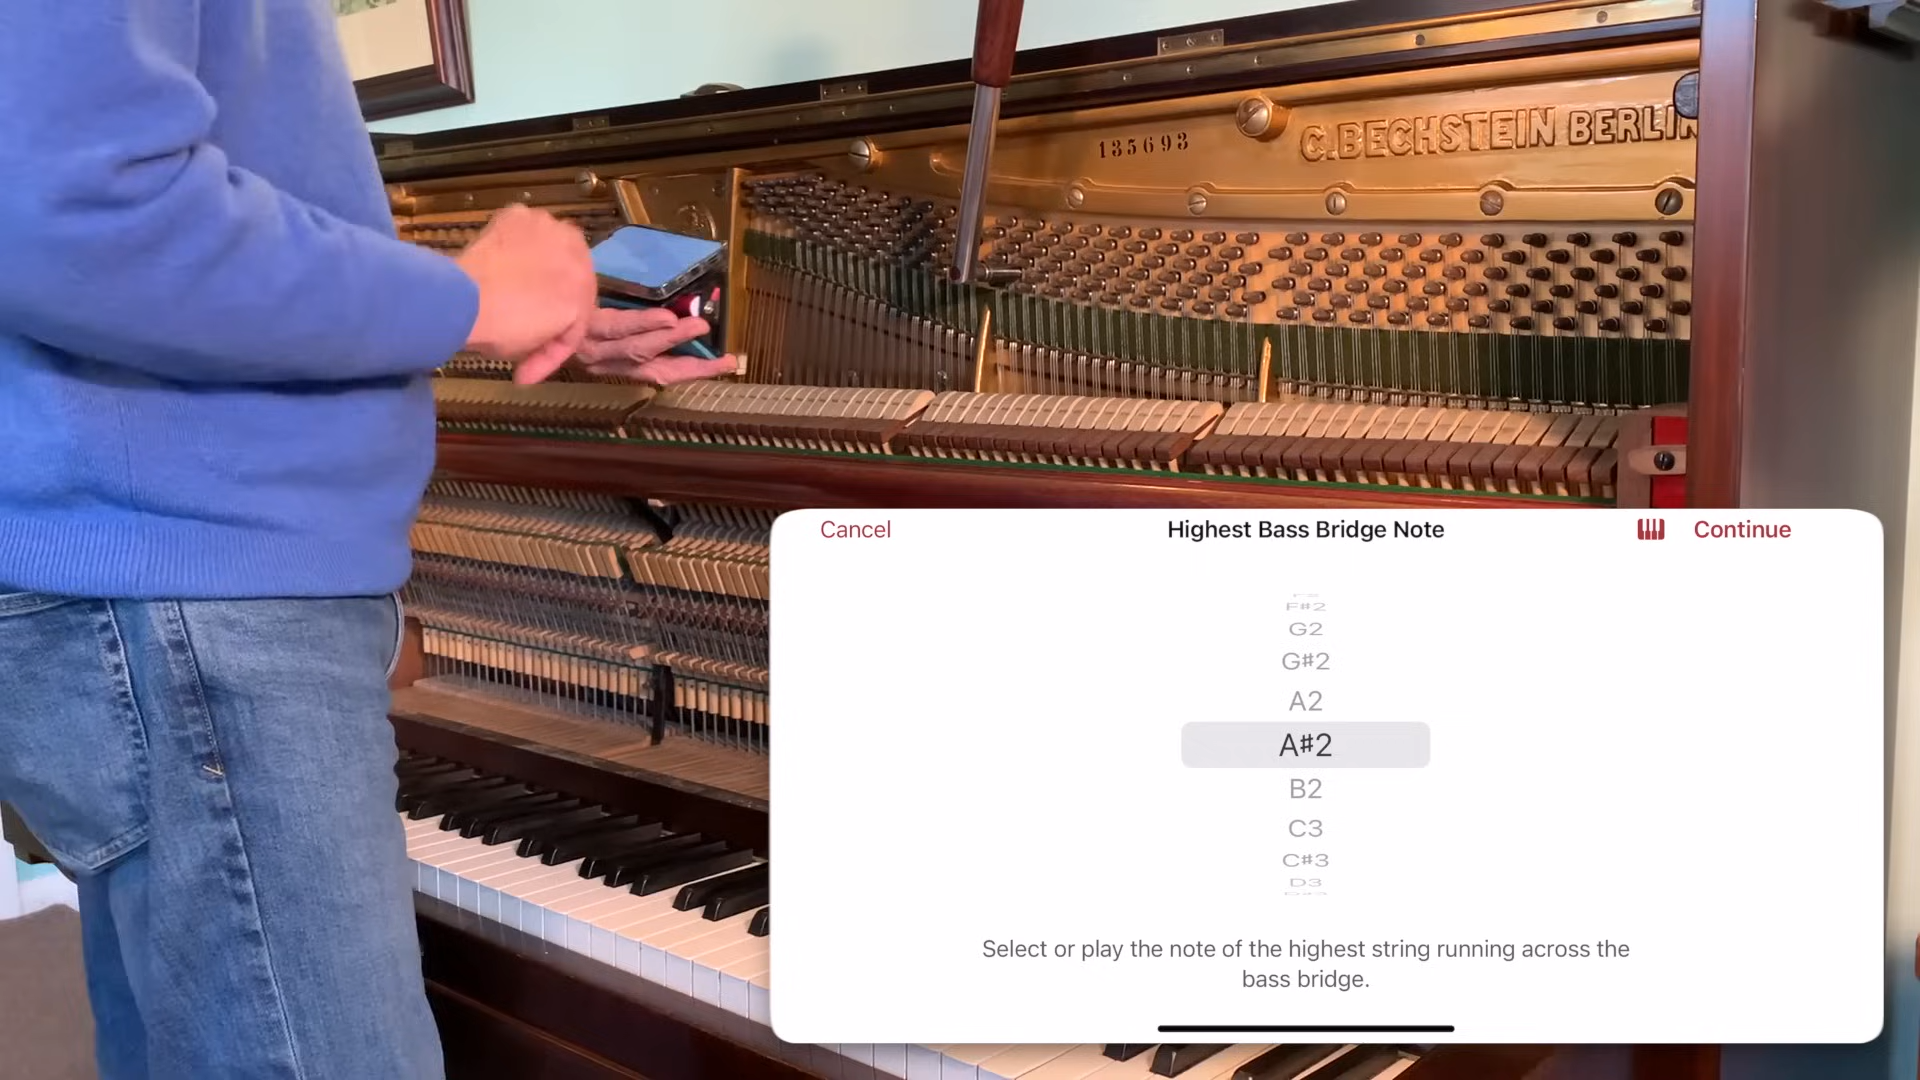 135693
C.BECHSTEIN BERLIN
Cancel
Highest Bass Bridge Note
Continue
F#2
G2
G#2
A2
A#2
B2
C3
C#3
D3
Select or play the note of the highest string running across the
bass bridge.